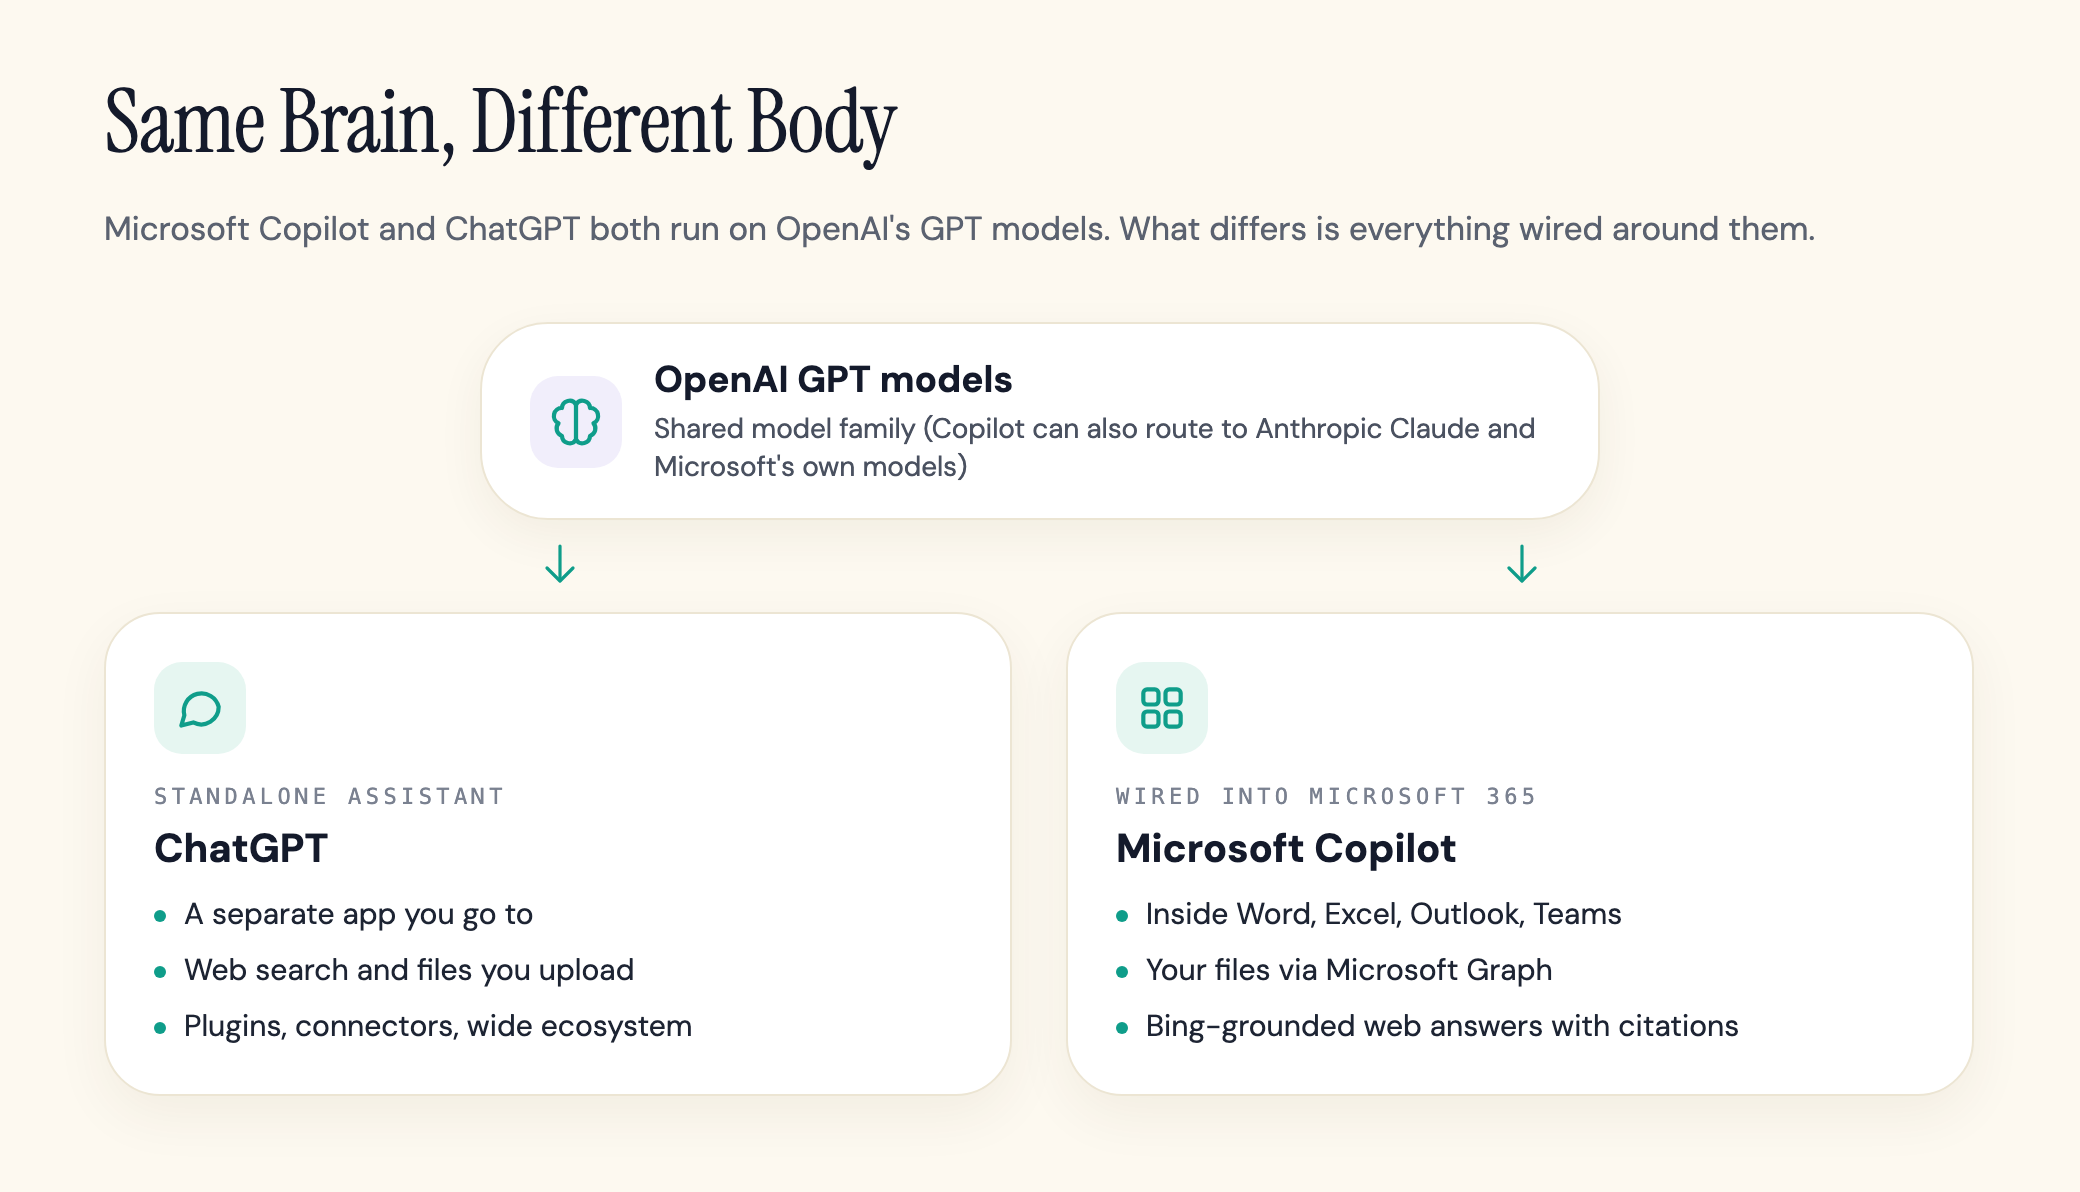 Same Brain, Different Body
Microsoft Copilot and ChatGPT both run on OpenAI's GPT models. What differs is everything wired around them.
OpenAI GPT models
Shared model family (Copilot can also route to Anthropic Claude and
Microsoft's own models)
STANDALONE ASSISTANT
ChatGPT
A separate app you go to
Web search and files you upload
Plugins, connectors, wide ecosystem
WIRED INTO MICROSOFT 365
Microsoft Copilot
Inside Word, Excel, Outlook, Teams
Your files via Microsoft Graph
Bing-grounded web answers with citations